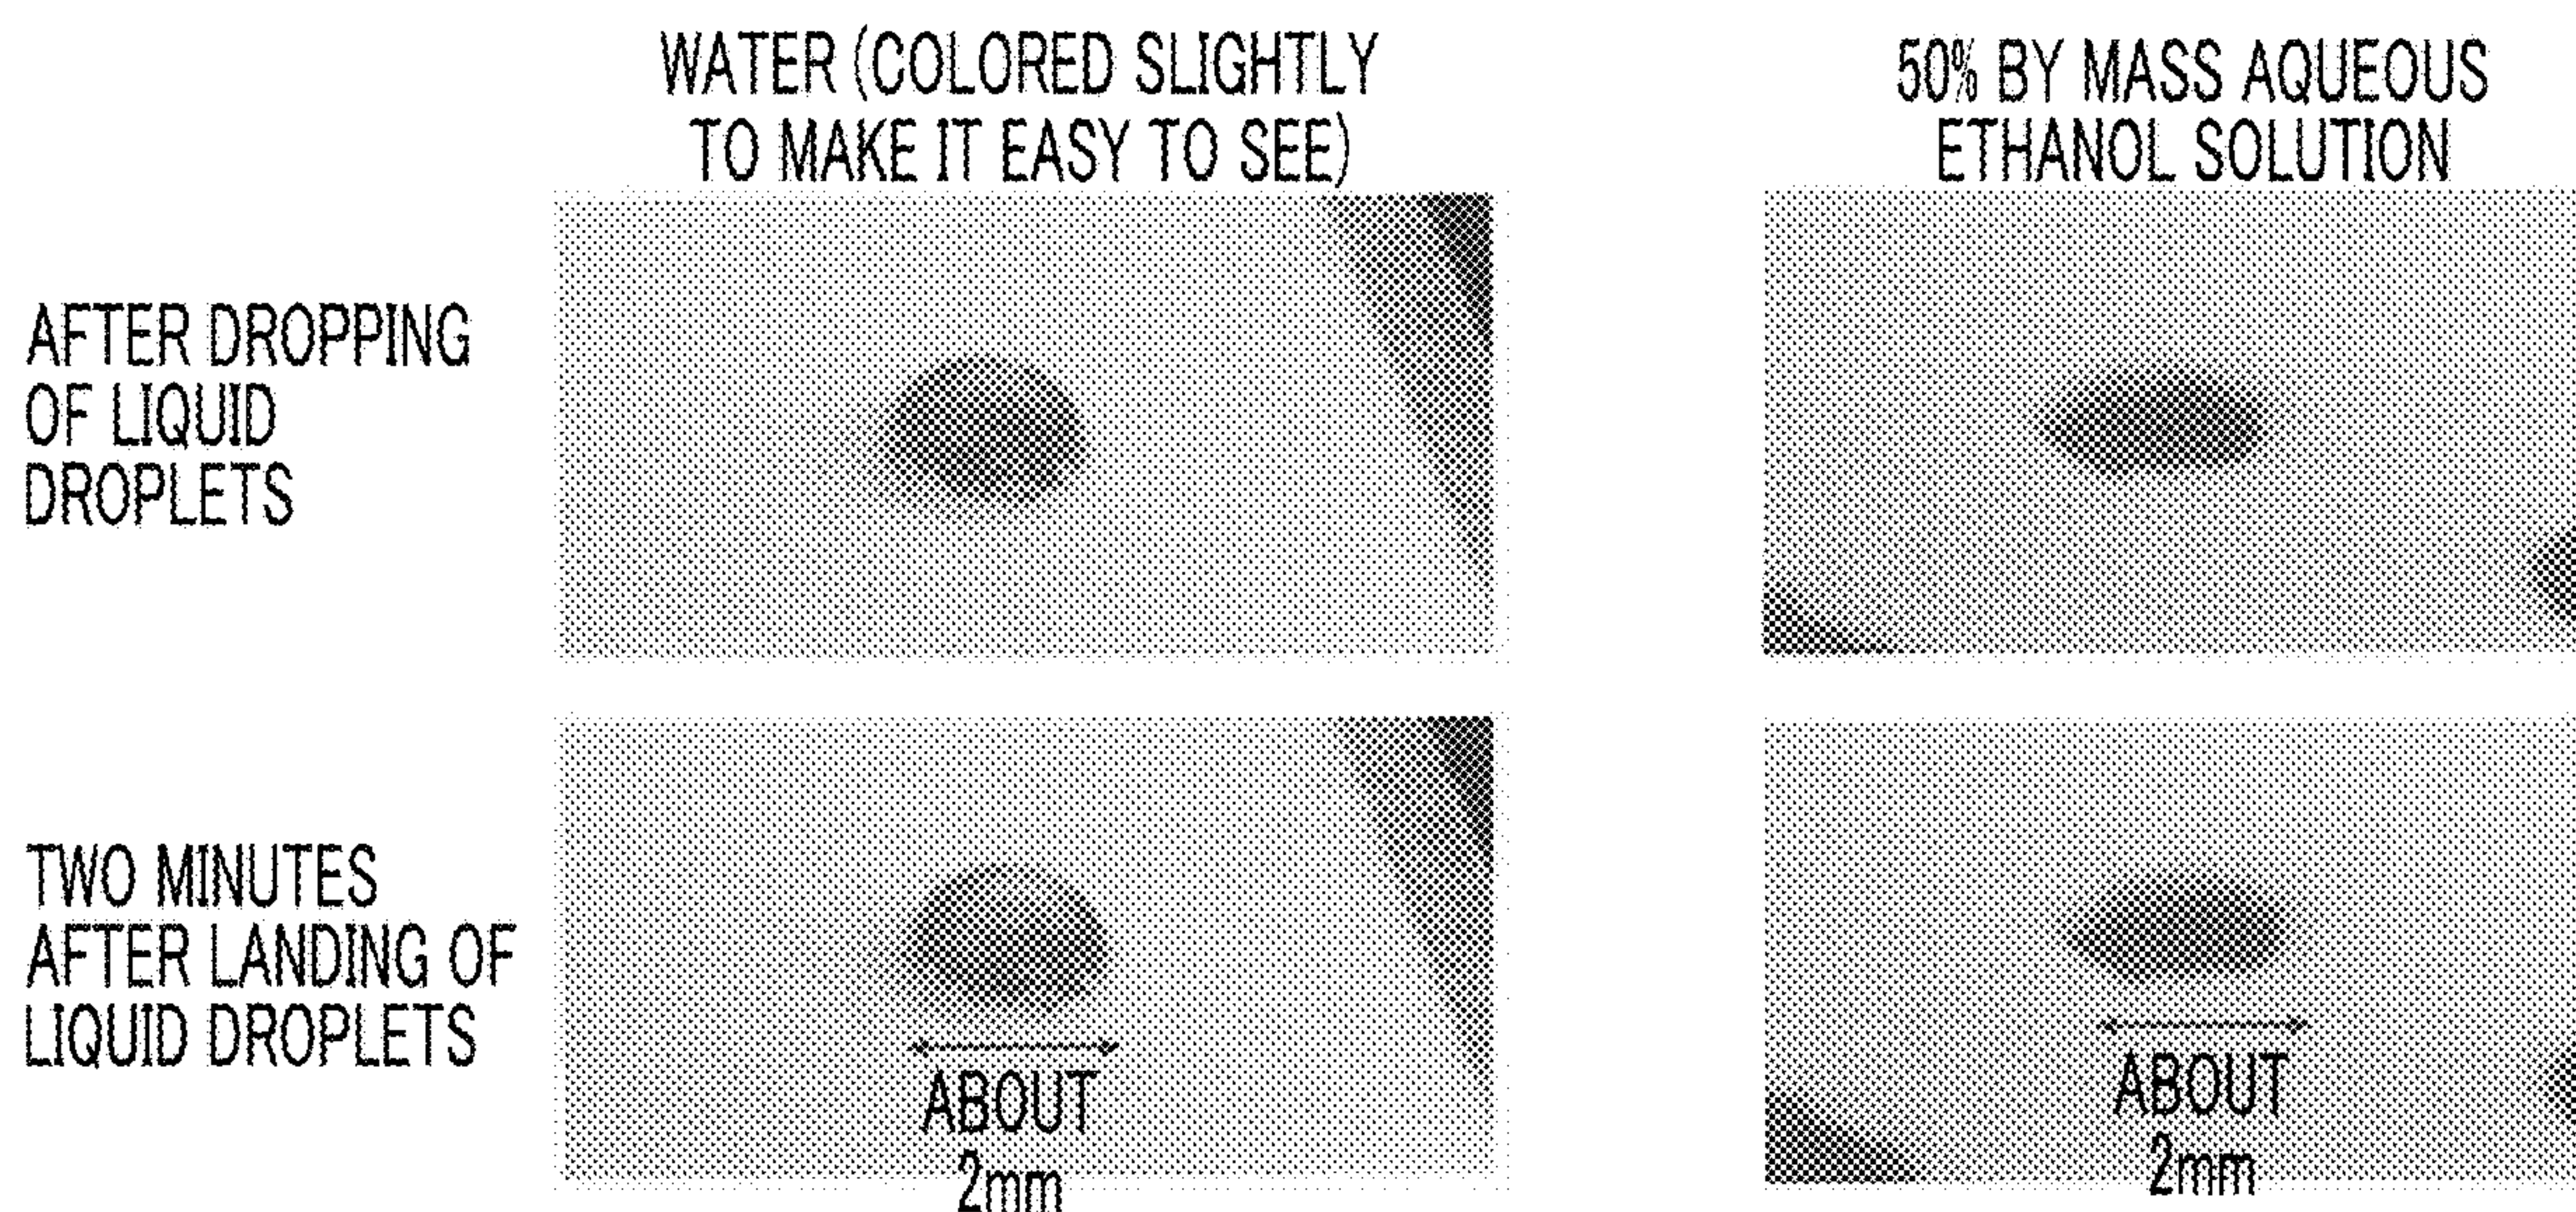 WATER (COLORED SLIGHTLY
TO MAKE IT EASY TO SEE)
50% BY MASS AQUEOUS
ETHANOL SOLUTION
AFTER DROPPING
OF LIQUID
DROPLETS
TWO MINUTES
AFTER LANDING OF
LIQUID DROPLETS
ABOUT
2mm
ABOUT
2mm